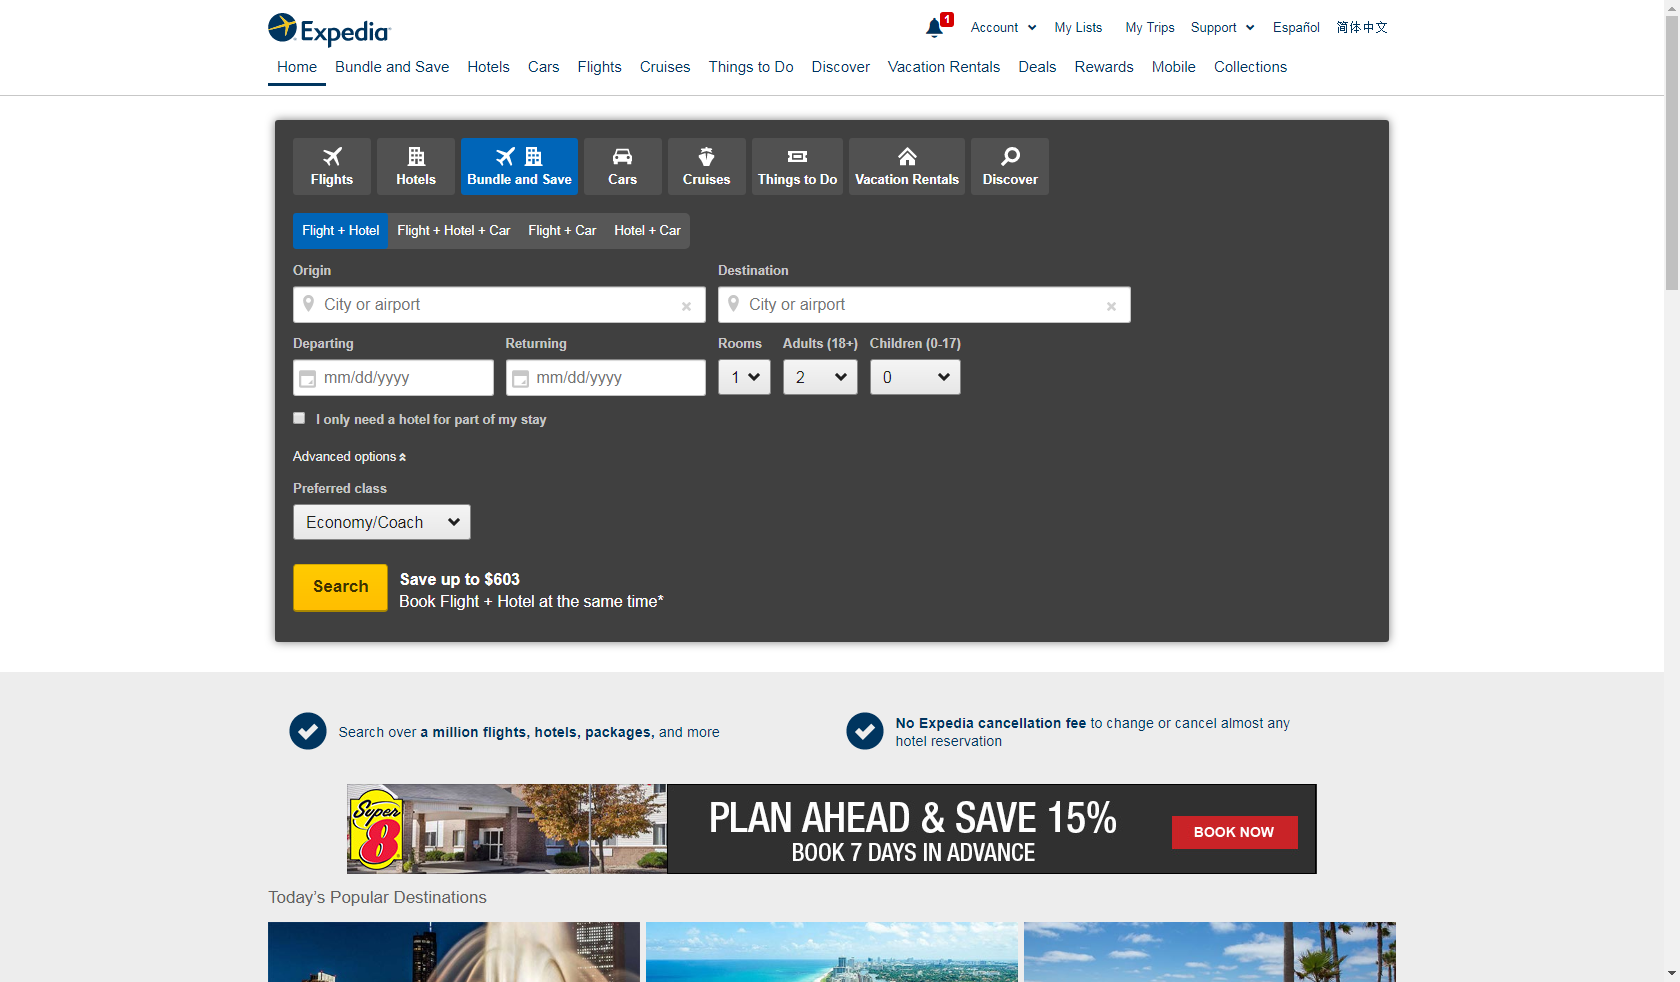 Expedia
1
Account
My Lists
My Trips
Support
Español
简体中文
Home
Bundle and Save
Hotels
Cars
Flights
Cruises
Things to Do
Discover
Vacation Rentals
Deals
Rewards
Mobile
Collections
Flights
Hotels
Bundle and Save
Cars
Cruises
Things to Do
Vacation Rentals
Discover
Flight + Hotel
Flight + Hotel + Car
Flight + Car
Hotel + Car
Origin
Destination
City or airport
City or airport
Departing
Returning
Rooms
Adults (18+)
Children (0-17)
mm/dd/yyyy
mm/dd/yyyy
1
2
0
I only need a hotel for part of my stay
Advanced options
Preferred class
Economy/Coach
Search
Save up to $603
Book Flight + Hotel at the same time*
Search over a million flights, hotels, packages, and more
No Expedia cancellation fee to change or cancel almost any
hotel reservation
Super
8
PLAN AHEAD & SAVE 15%
BOOK 7 DAYS IN ADVANCE
BOOK NOW
Today's Popular Destinations